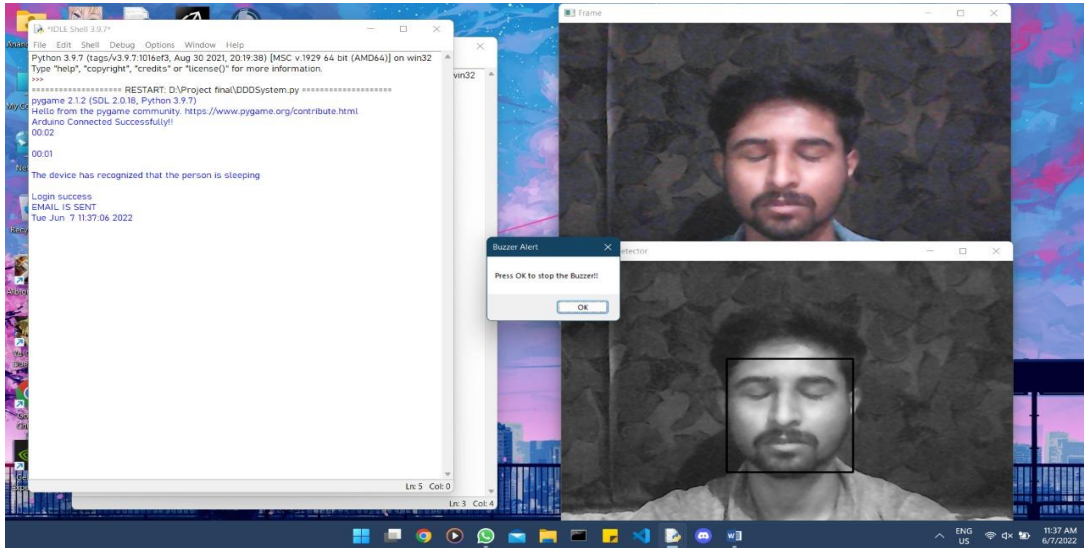 *IDLE Shell 3.9.7*
File Edit Shell Debug Options Window Help
Python 3.9.7 (tags/v3.9.7:1016ef3, Aug 30 2021, 20:19:38) [MSC v.1929 64 bit (AMD64)] on win32
Type "help", "copyright", "credits" or "license()" for more information.
>>>
==================== RESTART: D:\Project final\DDDSystem.py ====================
pygame 2.1.2 (SDL 2.0.18, Python 3.9.7)
Hello from the pygame community. https://www.pygame.org/contribute.html
Arduino Connected Successfully!!
00:02
00:01
The device has recognized that the person is sleeping
Login success
EMAIL IS SENT
Tue Jun 7 11:37:06 2022
Ln: 5 Col: 0
win32
Ln: 3 Col: 4
Frame
etector
Buzzer Alert
Press OK to stop the Buzzer!!
OK
ENG
US
11:37 AM
6/7/2022